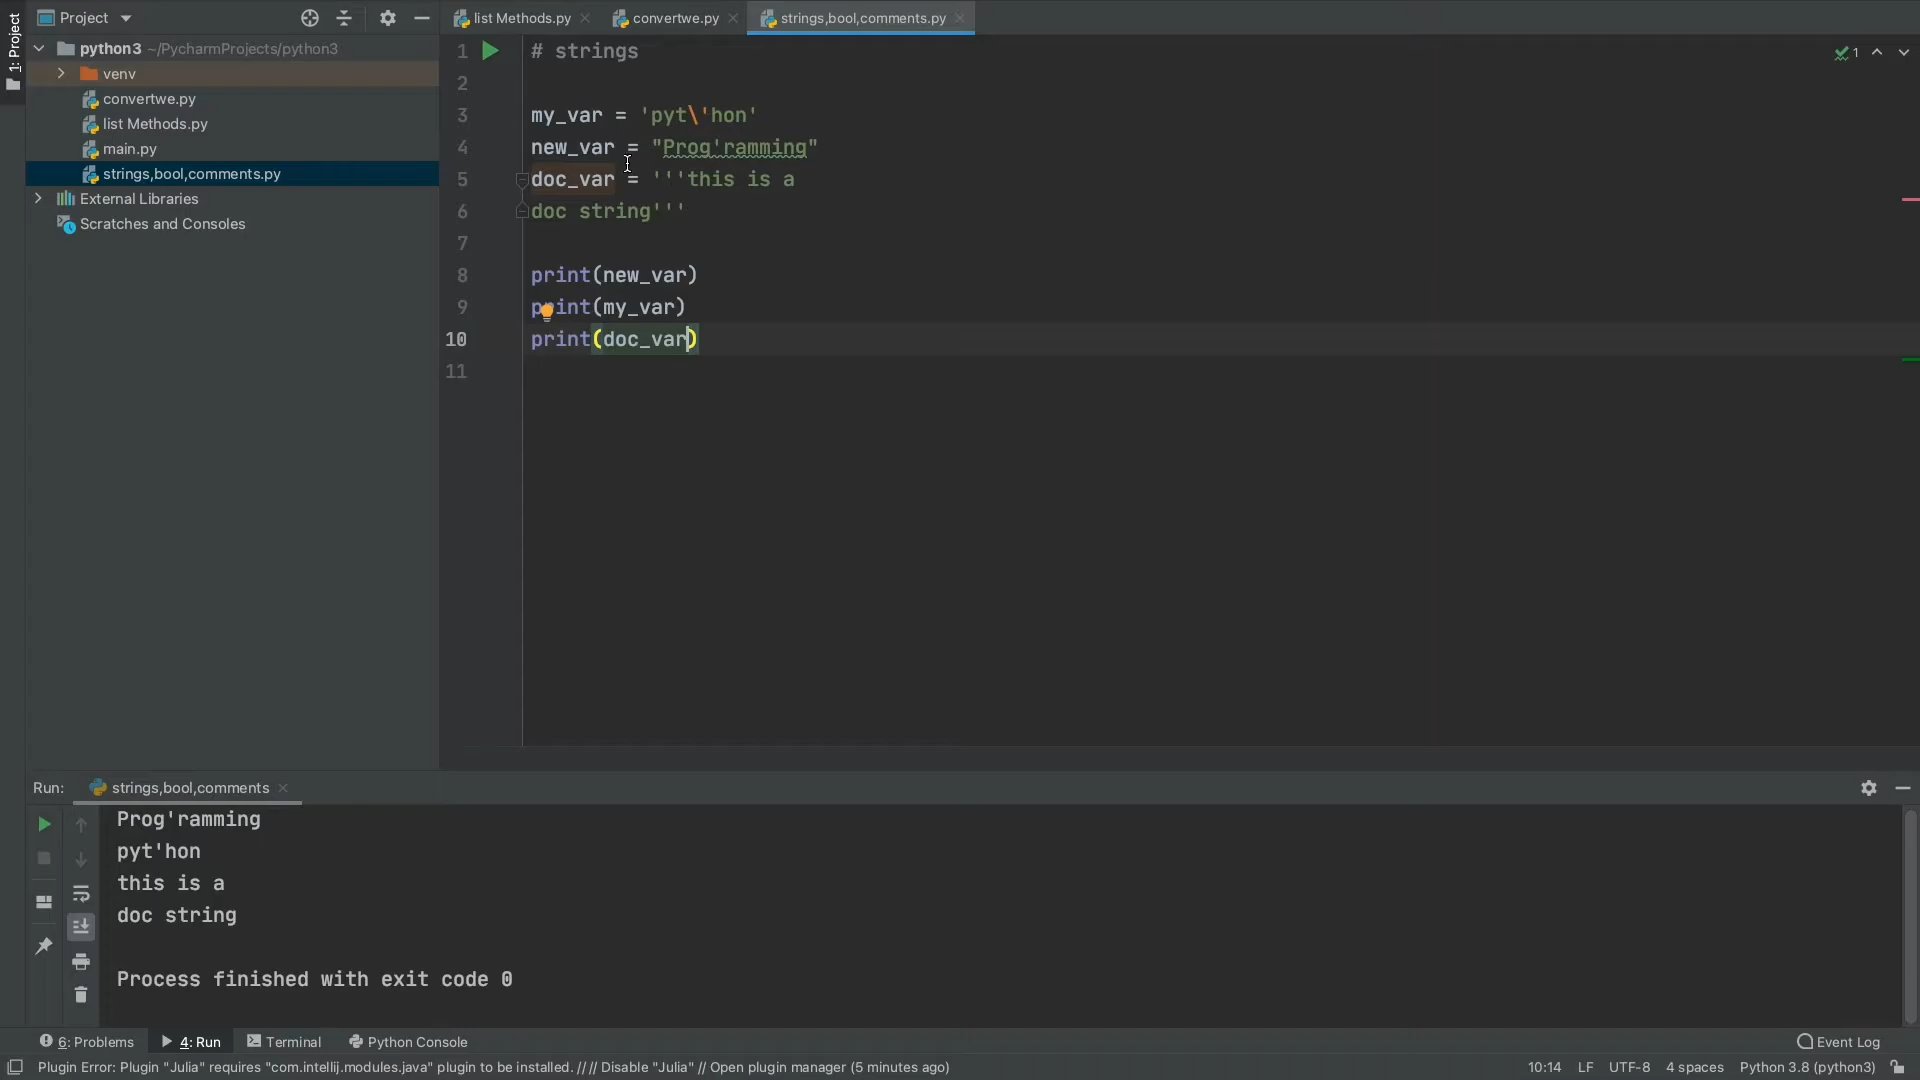 1: Project
Project
list Methods.py
convertwe.py
strings,bool,comments.py
python3 ~/PycharmProjects/python3
venv
convertwe.py
list Methods.py
main.py
strings,bool,comments.py
External Libraries
Scratches and Consoles
1 # strings
1
2
3 my_var = 'pyt\'hon'
4 new_var = "Prog'ramming"
5 doc_var = '''this is a
6 doc string'''
7
8 print(new_var)
9 print(my_var)
10 print(doc_var)
11
Run: strings,bool,comments
Prog'ramming
pyt'hon
this is a
doc string
Process finished with exit code 0
6: Problems 4: Run Terminal Python Console Event Log
Plugin Error: Plugin "Julia" requires "com.intellij.modules.java" plugin to be installed. // // Disable "Julia" // Open plugin manager (5 minutes ago) 10:14 LF UTF-8 4 spaces Python 3.8 (python3)